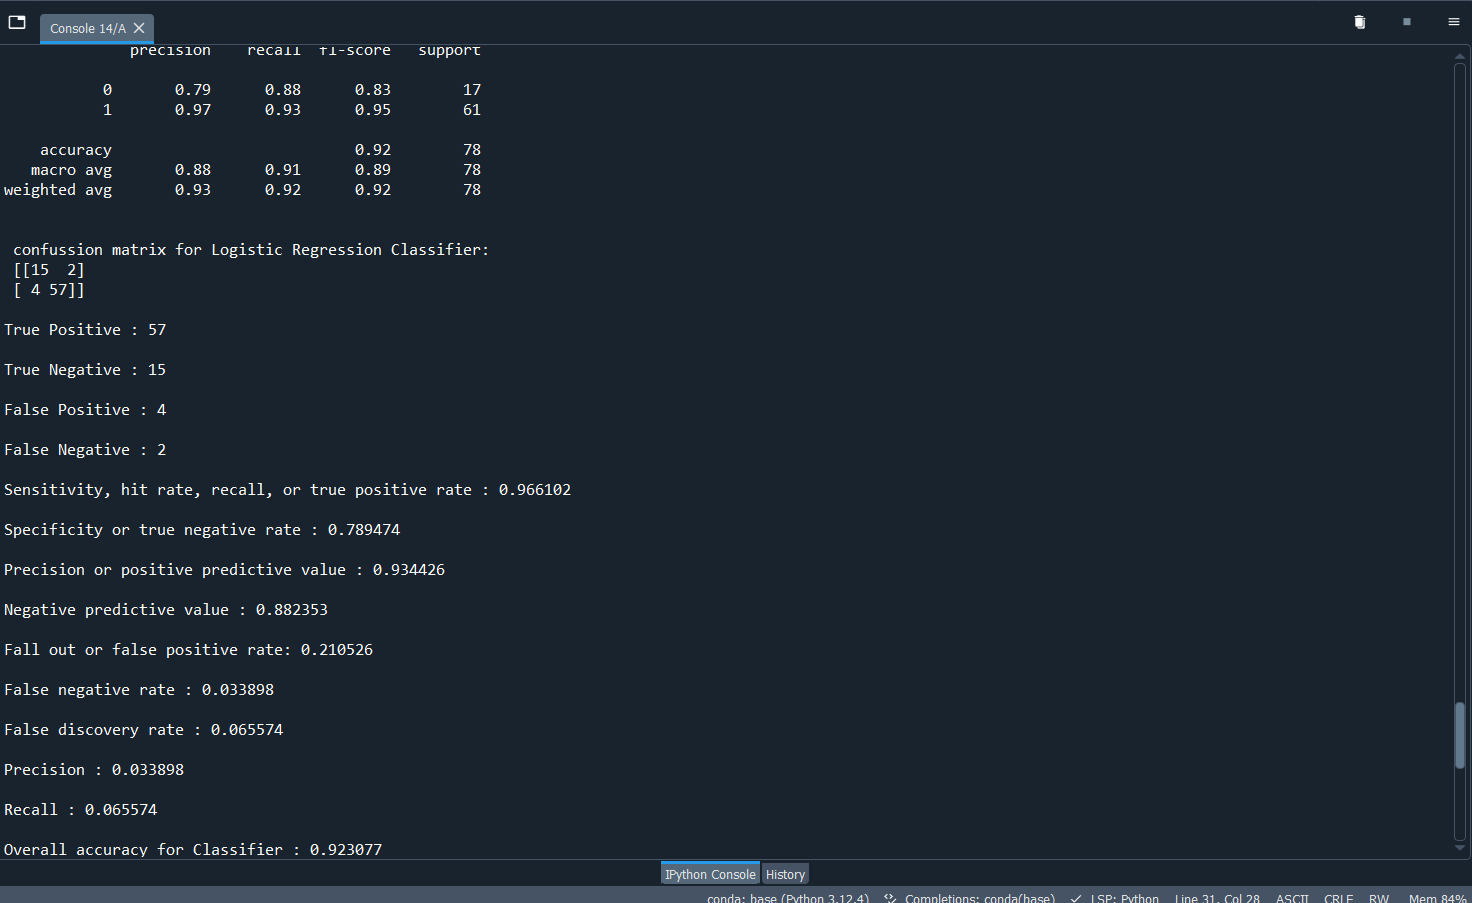 Console 14/A
precision recall f1-score support
0 0.79 0.88 0.83 17
1 0.97 0.93 0.95 61
accuracy 0.92 78
macro avg 0.88 0.91 0.89 78
weighted avg 0.93 0.92 0.92 78
confussion matrix for Logistic Regression Classifier:
[[15  2]
[ 4 57]]
True Positive : 57
True Negative : 15
False Positive : 4
False Negative : 2
Sensitivity, hit rate, recall, or true positive rate : 0.966102
Specificity or true negative rate : 0.789474
Precision or positive predictive value : 0.934426
Negative predictive value : 0.882353
Fall out or false positive rate: 0.210526
False negative rate : 0.033898
False discovery rate : 0.065574
Precision : 0.033898
Recall : 0.065574
Overall accuracy for Classifier : 0.923077
IPython Console History
conda: base (Python 3.12.4) Completions: conda(base) LSP: Python Line 31, Col 28 ASCII CRLF RW Mem 84%